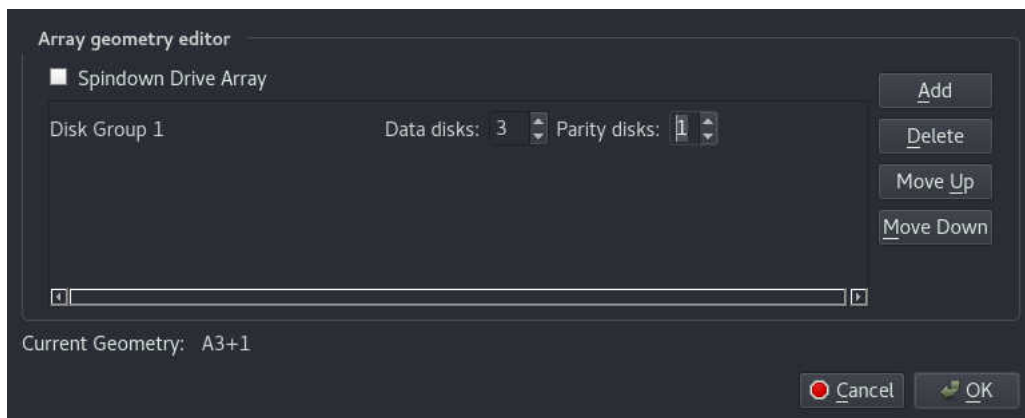 Array geometry editor
Spindown Drive Array
Add
Disk Group 1 Data disks: 3 Parity disks: 1
Delete
Move Up
Move Down
Current Geometry: A3+1
Cancel OK